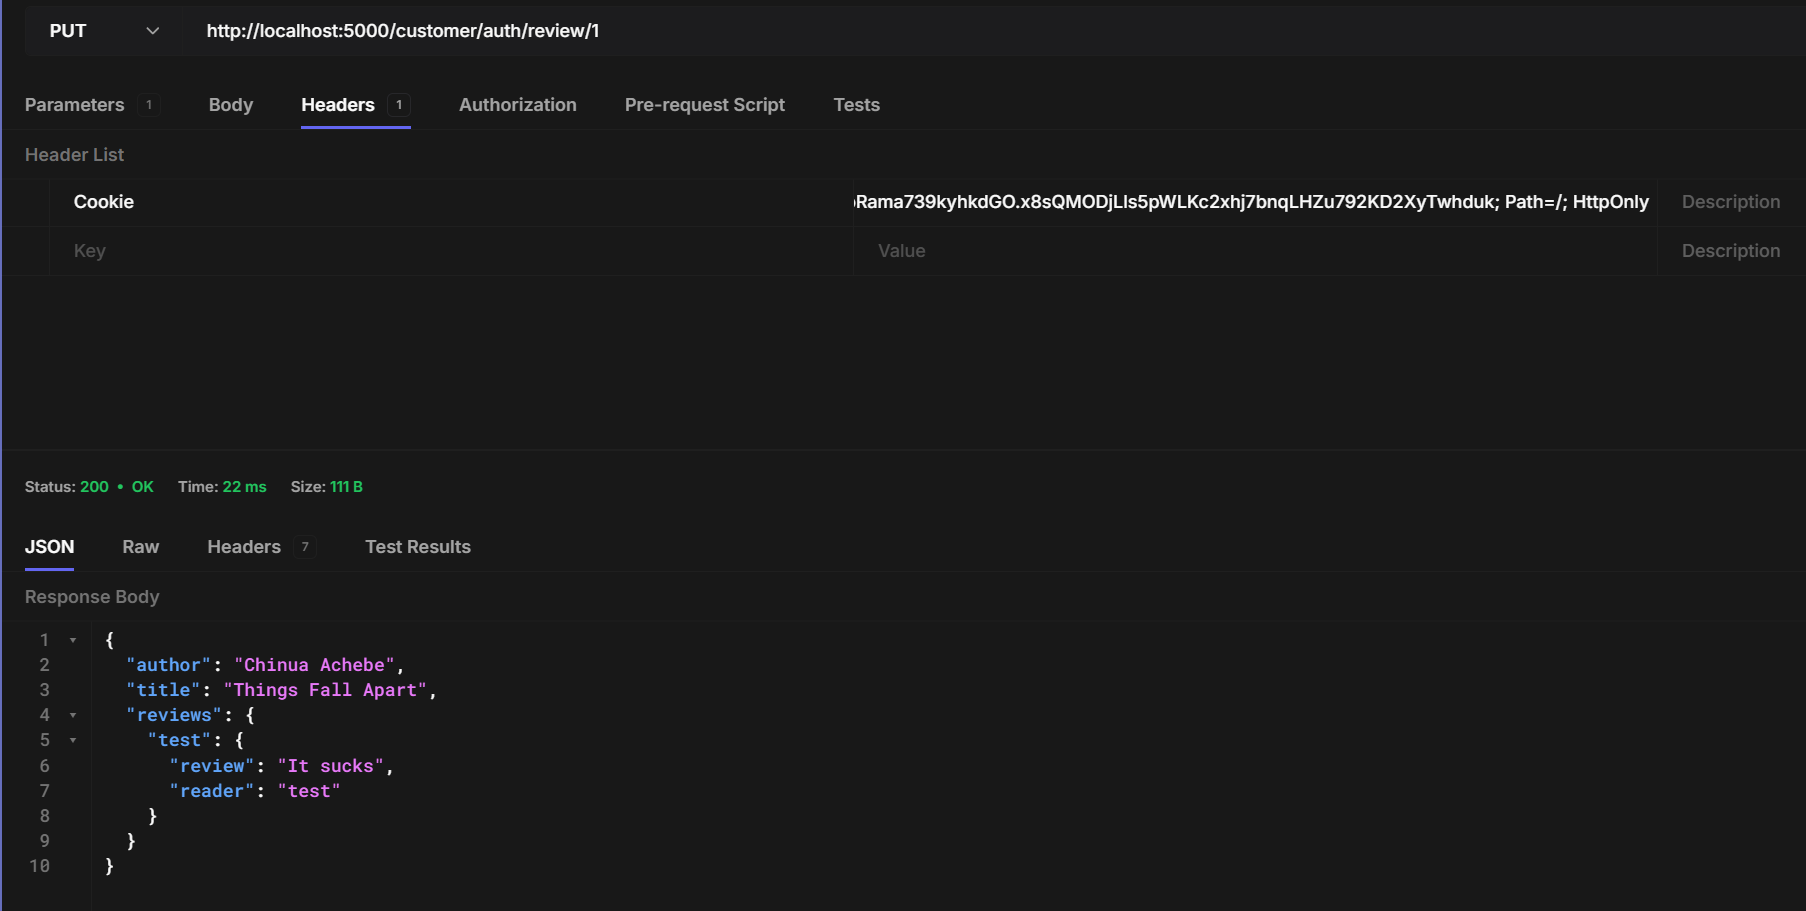 PUT http://localhost:5000/customer/auth/review/1
Parameters 1 Body Headers 1 Authorization Pre-request Script Tests
Header List
Cookie Rama739kyhkdGO.x8sQMODjLIs5pWLKc2xhj7bnqLHZu792KD2XyTwhduk; Path=/; HttpOnly Description
Key Value Description
Status: 200 • OK Time: 22 ms Size: 111 B
JSON Raw Headers 7 Test Results
Response Body
1 {
2 "author": "Chinua Achebe",
3 "title": "Things Fall Apart",
4 "reviews": {
5 "test": {
6 "review": "It sucks",
7 "reader": "test"
8 }
9 }
10 }